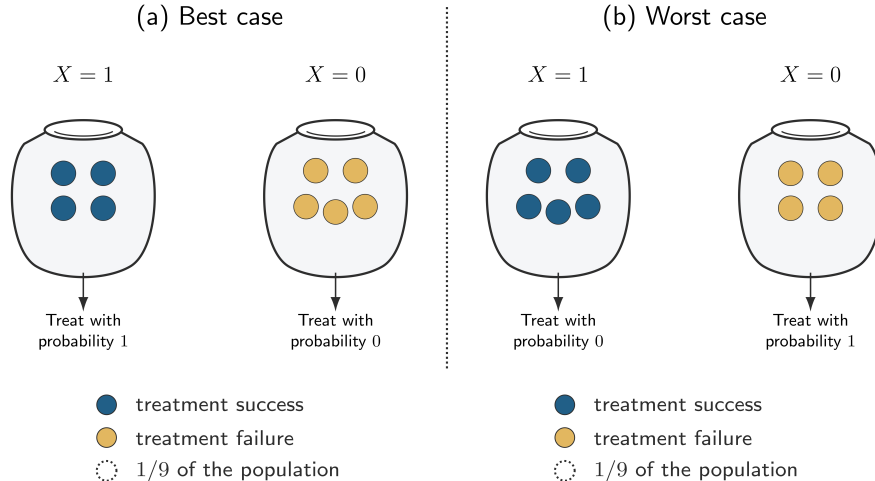 (a) Best case
X = 1
X = 0
Treat with
probability 1
Treat with
probability 0
treatment success
treatment failure
1/9 of the population
(b) Worst case
X = 1
X = 0
Treat with
probability 0
Treat with
probability 1
treatment success
treatment failure
1/9 of the population